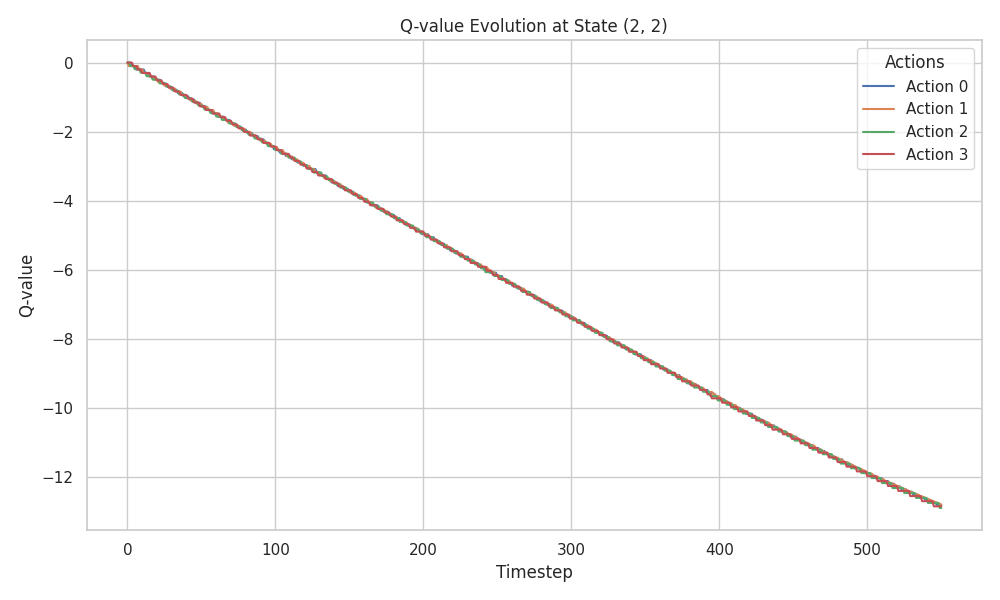 Q-value Evolution at State (2, 2)
Actions
Action 0
Action 1
Action 2
Action 3
Q-value
0
−2
−4
−6
−8
−10
−12
0 100 200 300 400 500
Timestep